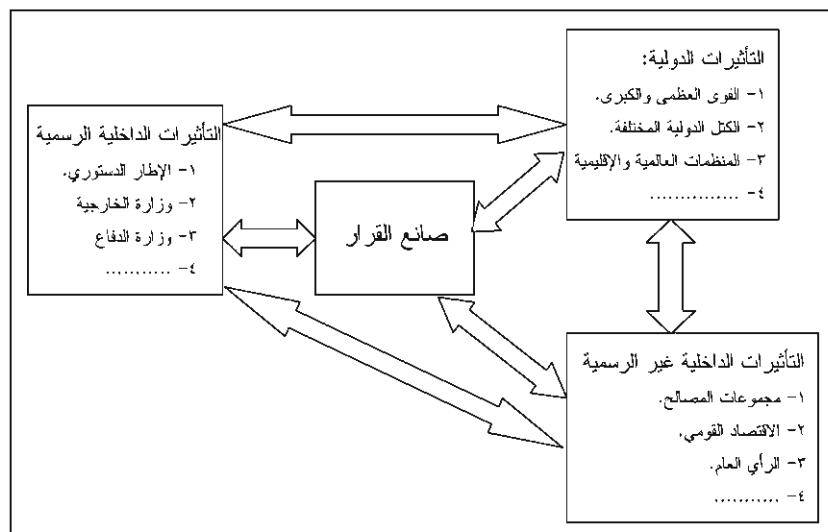 التأثيرات الدولية:
١- القوى العظمى والكبرى.
٢- الكتل الدولية المختلفة.
٣- المنظمات العالمية والإقليمية
٤- ...............
التأثيرات الداخلية الرسمية
١- الإطار الدستوري.
٢- وزارة الخارجية
٣- وزارة الدفاع
٤- ...........
صانع القرار
التأثيرات الداخلية غير الرسمية
١- مجموعات المصالح.
٢- الاقتصاد القومي.
٣- الرأي العام.
٤- ...........